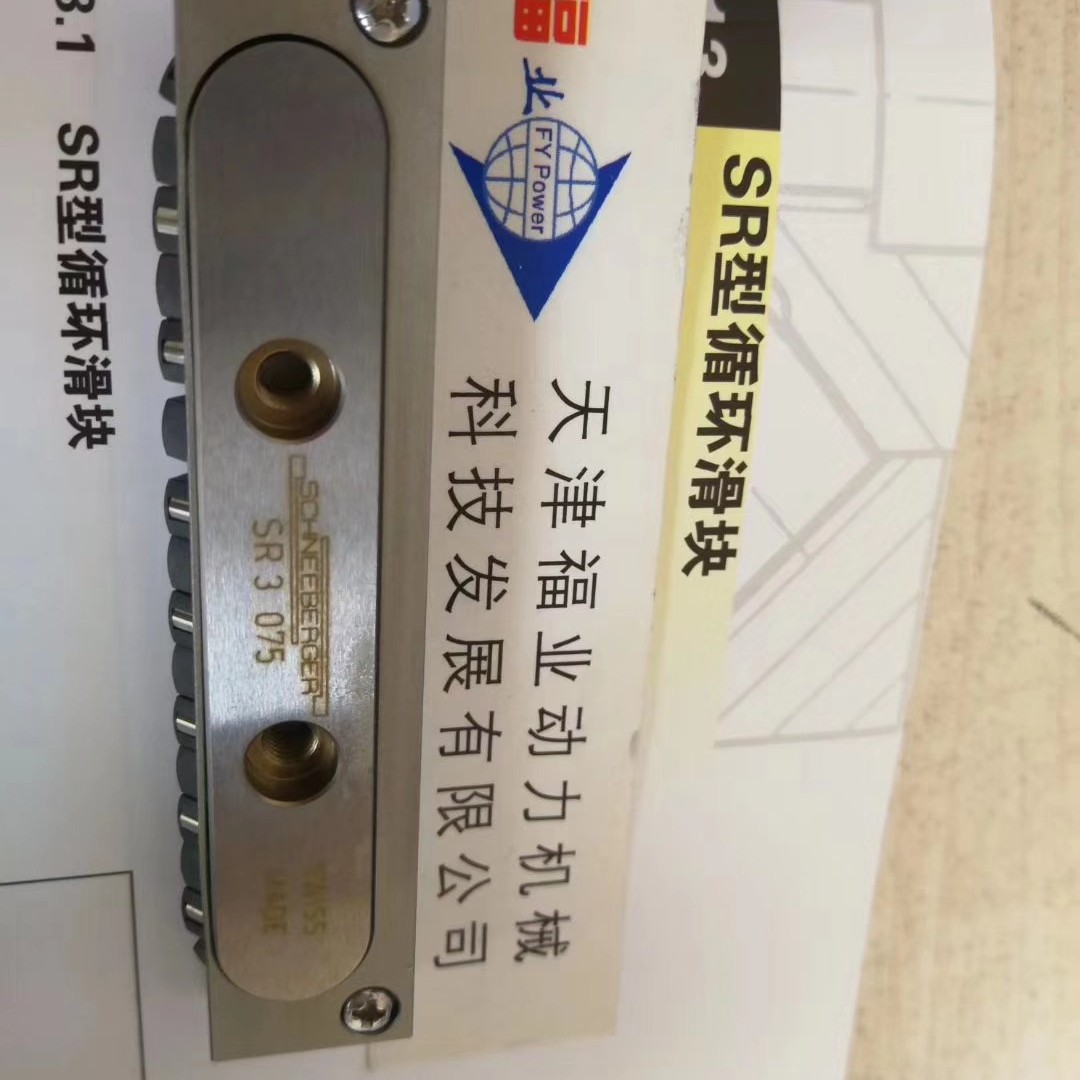 3.1 SR型循环滑块
SCHNEEBERGER
SR 3 075
SWISS
MADE
福业
FY Power
天津福业动力机械
科技发展有限公司
SR型循环滑块